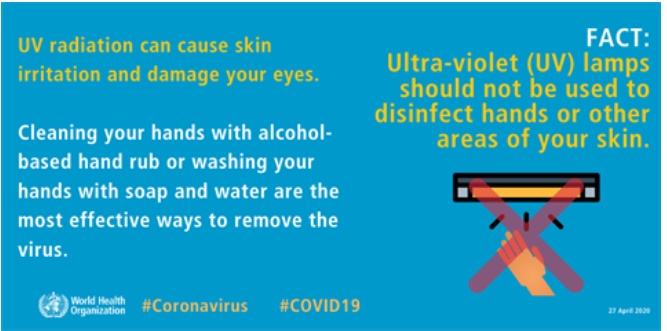 UV radiation can cause skin
irritation and damage your eyes.
Cleaning your hands with alcohol-
based hand rub or washing your
hands with soap and water are the
most effective ways to remove the
virus.
FACT:
Ultra-violet (UV) lamps
should not be used to
disinfect hands or other
areas of your skin.
World Health
Organization
#Coronavirus #COVID19
27 April 2020